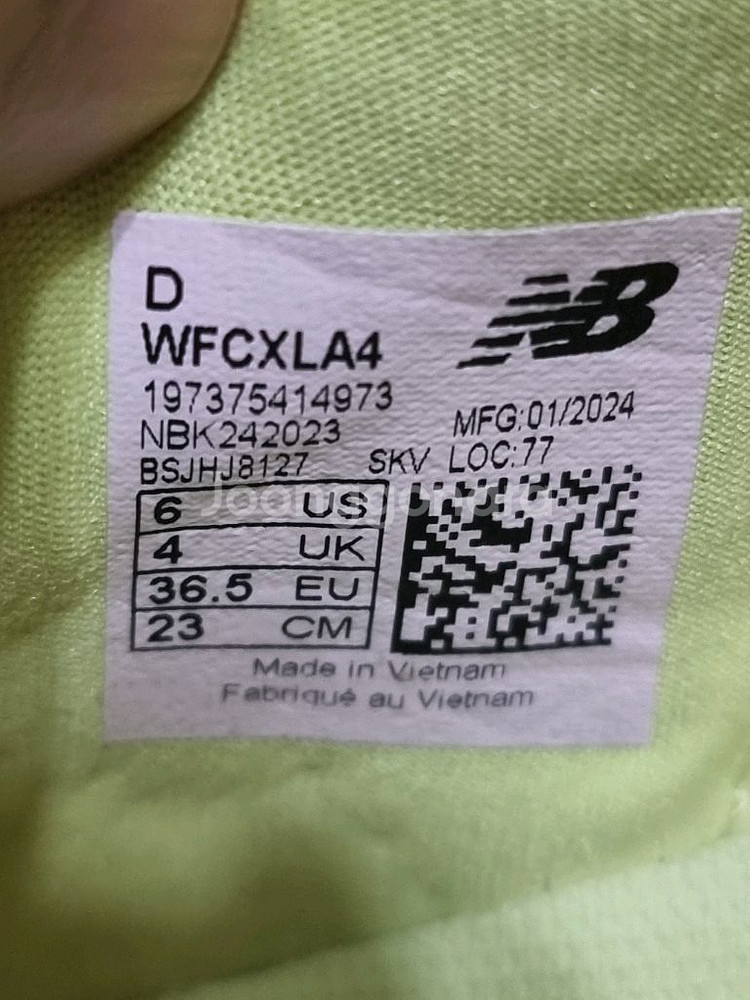 D
WFCXLA4
197375414973
NBK242023
MFG:01/2024
BSJHJ8127 SKV LOC:77
6 US
4 UK
36.5 EU
23 CM
Made in Vietnam
Fabriqué au Vietnam
NB